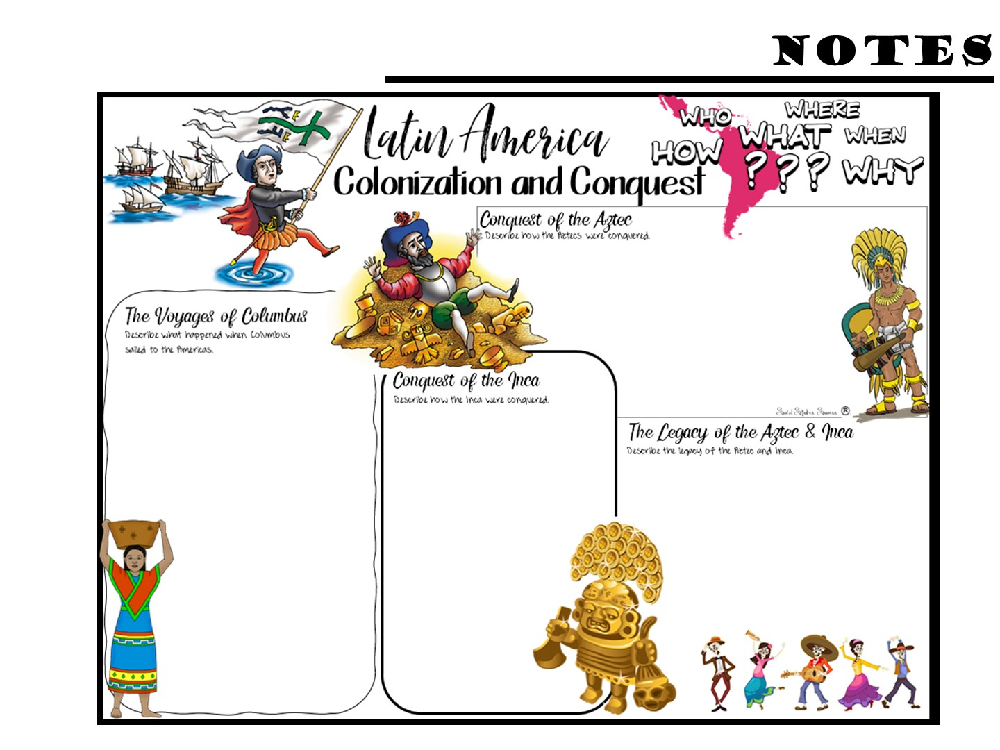 NOTES
Latin America
Colonization and Conquest
WHO
WHERE
WHAT
WHEN
HOW
? ? ?
WHY
Conquest of the Aztec
Describe how the Aztecs were conquered.
The Voyages of Columbus
Describe what happened when Columbus
sailed to the Americas.
Conquest of the Inca
Describe how the Inca were conquered.
Social Studies Success ®
The Legacy of the Aztec & Inca
Describe the legacy of the Aztec and Inca.